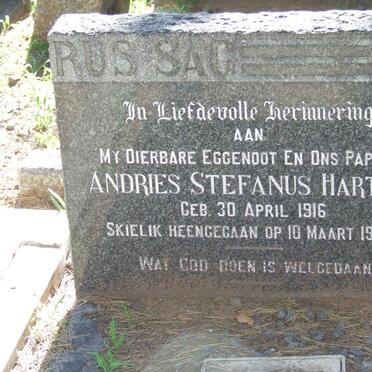 RUS SAG
In Liefdevolle Herinnering
AAN
MY DIERBARE EGGENOOT EN ONS PAP
ANDRIES STEFANUS HART
GEB. 30 APRIL 1916
SKIELIK HEENGEGAAN OP 10 MAART 19
WAT GOD DOEN IS WELGEDAAN